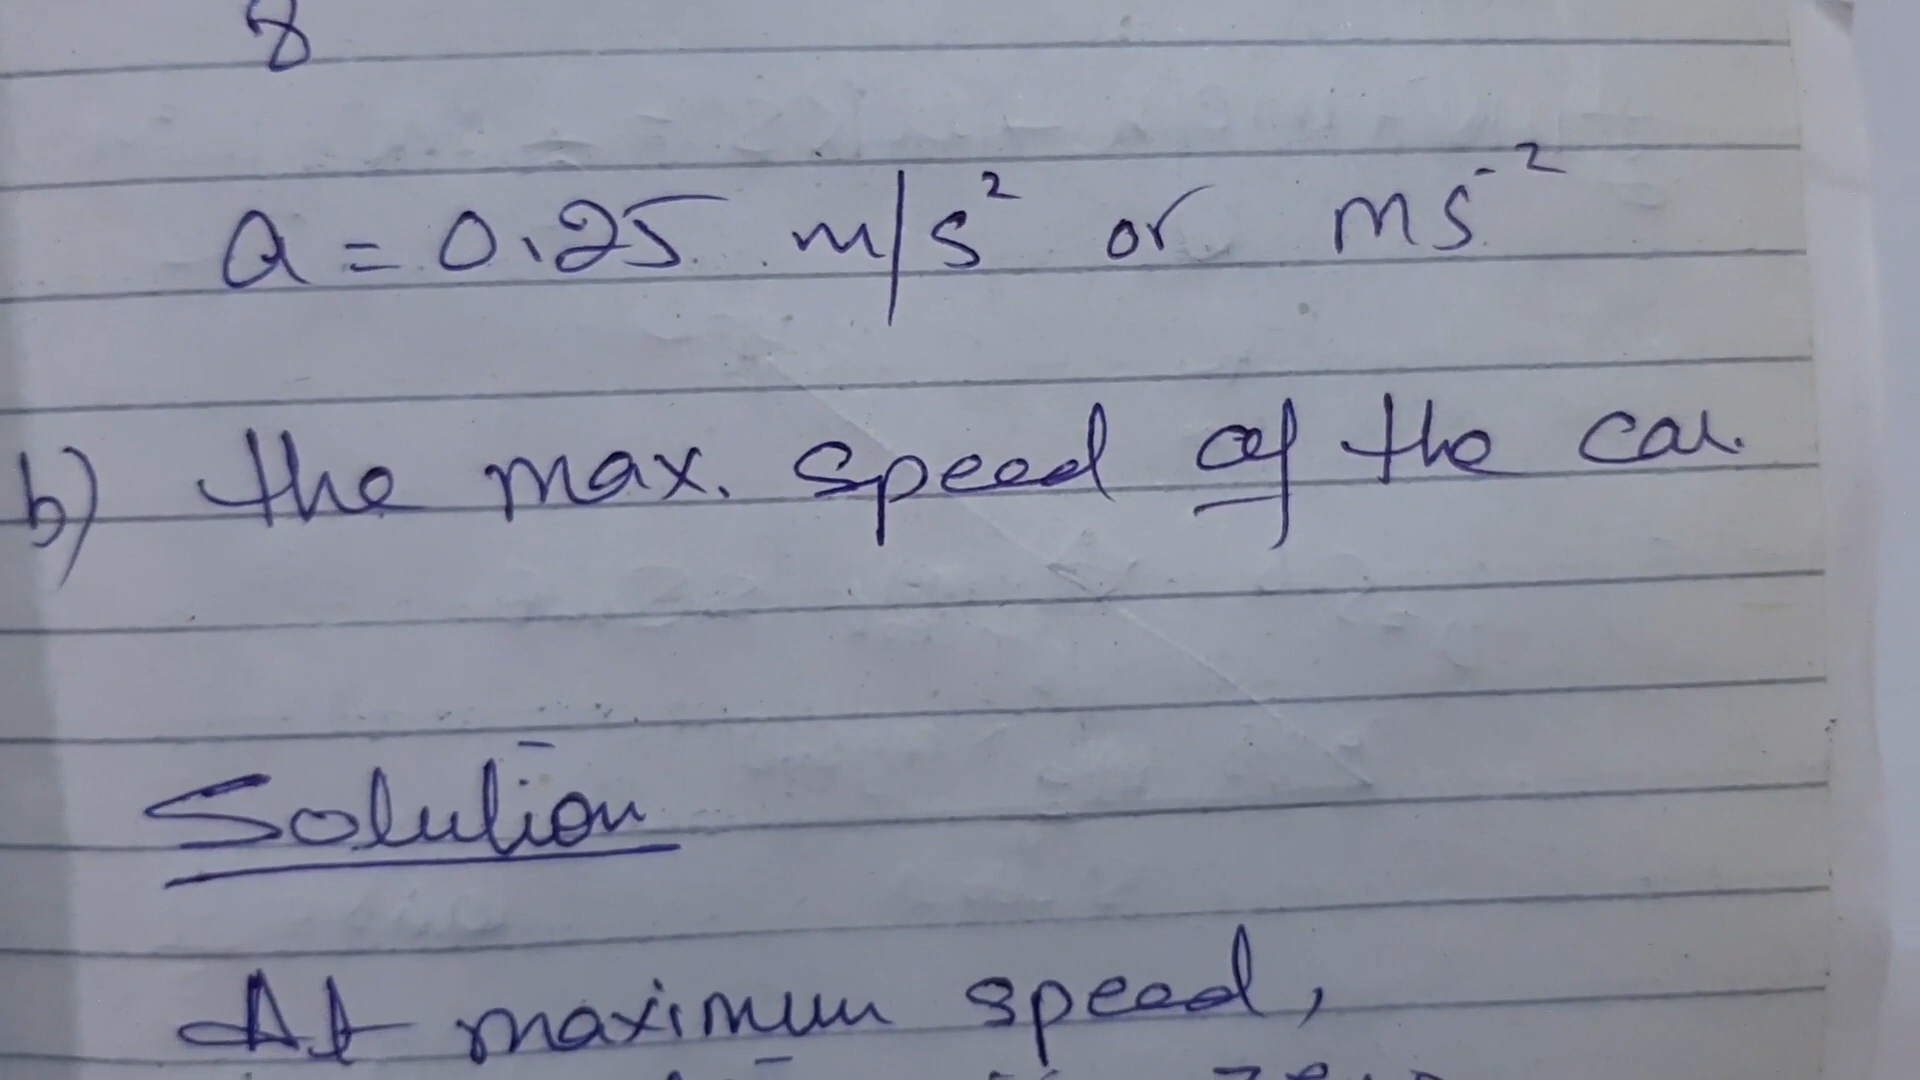 8
a = 0.25 m/s² or ms⁻²
b) the max. speed of the car.
Solution
At maximum speed,